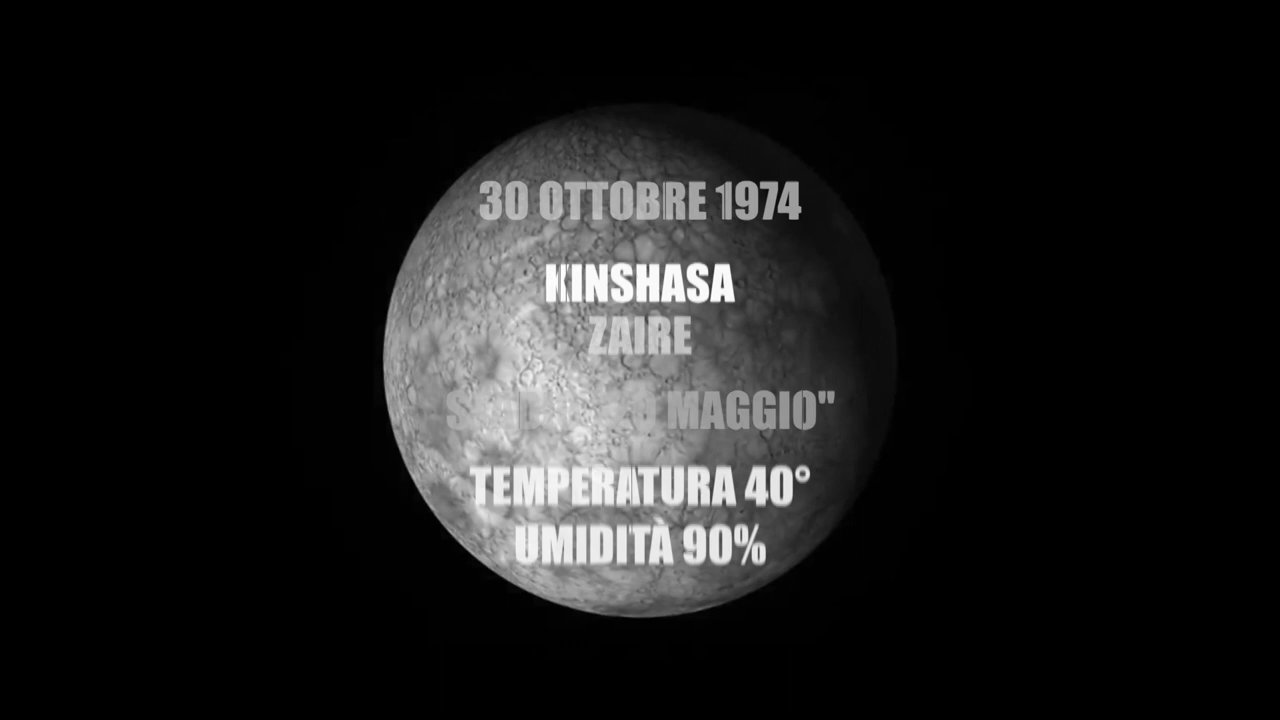 30 OTTOBRE 1974
KINSHASA
ZAIRE
MAGGIO"
TEMPERATURA 40°
UMIDITÀ 90%